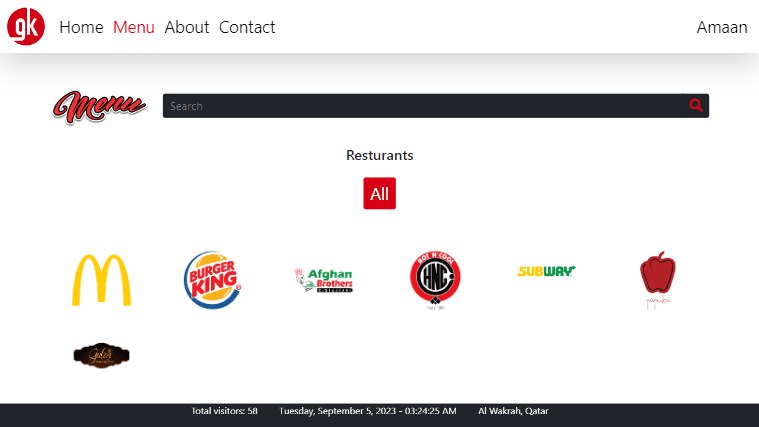 gk Home Menu About Contact Amaan
Menu Search
Resturants
All
BURGER
KING
Afghan
Brothers
HOT N COOL
HNC
SUBWAY
paprika
Total visitors: 58 Tuesday, September 5, 2023 - 03:24:25 AM Al Wakrah, Qatar